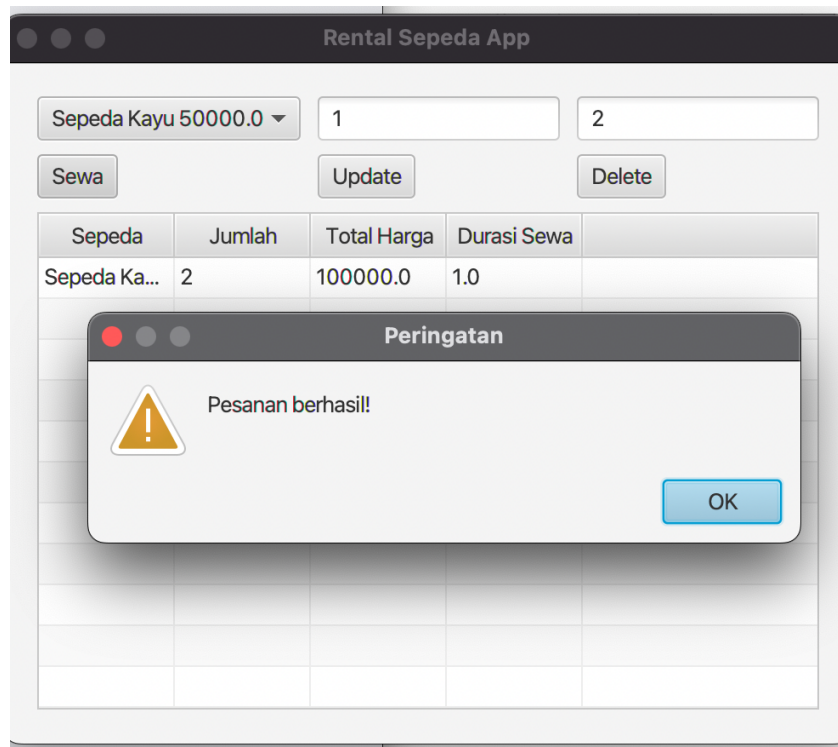 Rental Sepeda App
Sepeda Kayu 50000.0 1 2
Sewa Update Delete
Sepeda Jumlah Total Harga Durasi Sewa
Sepeda Ka... 2 100000.0 1.0
Peringatan
Pesanan berhasil!
OK